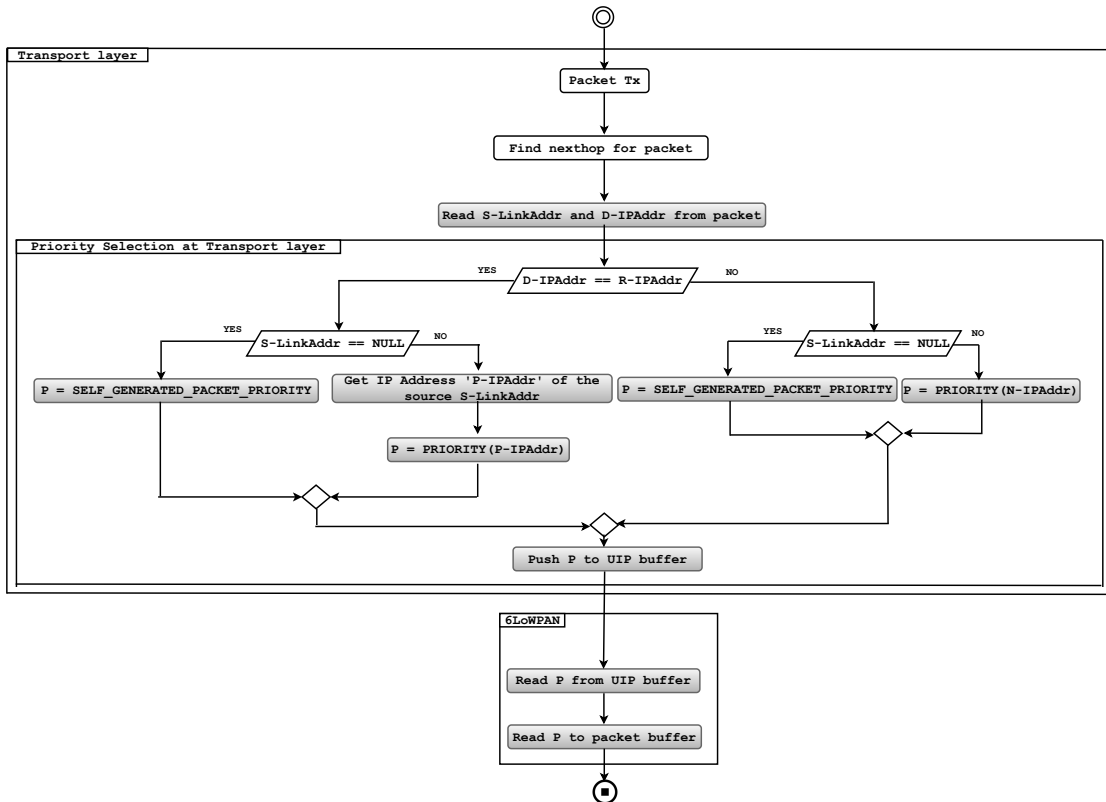 Transport layer
Packet Tx
Find nexthop for packet
Read S-LinkAddr and D-IPAddr from packet
Priority Selection at Transport layer
YES
D-IPAddr == R-IPAddr
NO
YES
S-LinkAddr == NULL
NO
YES
S-LinkAddr == NULL
NO
P = SELF_GENERATED_PACKET_PRIORITY
Get IP Address 'P-IPAddr' of the
source S-LinkAddr
P = SELF_GENERATED_PACKET_PRIORITY
P = PRIORITY(N-IPAddr)
P = PRIORITY(P-IPAddr)
Push P to UIP buffer
6LoWPAN
Read P from UIP buffer
Read P to packet buffer